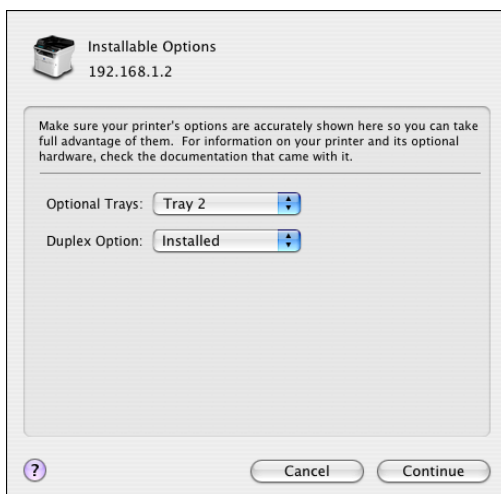 Installable Options
192.168.1.2
Make sure your printer's options are accurately shown here so you can take
full advantage of them. For information on your printer and its optional
hardware, check the documentation that came with it.
Optional Trays: Tray 2
Duplex Option: Installed
? Cancel Continue